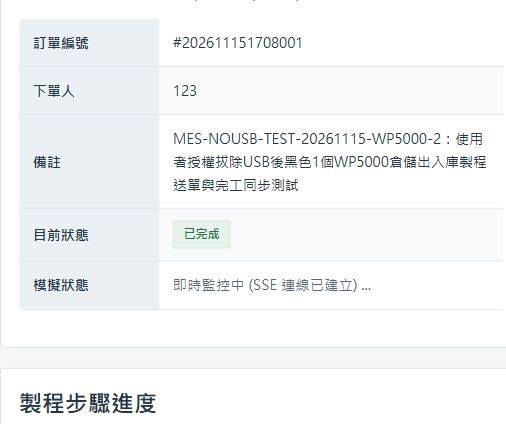 訂單編號 #202611151708001
下單人 123
備註 MES-NOUSB-TEST-20261115-WP5000-2：使用
者授權拔除USB後黑色1個WP5000倉儲出入庫製程
送單與完工同步測試
目前狀態 已完成
模擬狀態 即時監控中 (SSE 連線已建立) ...
製程步驟進度